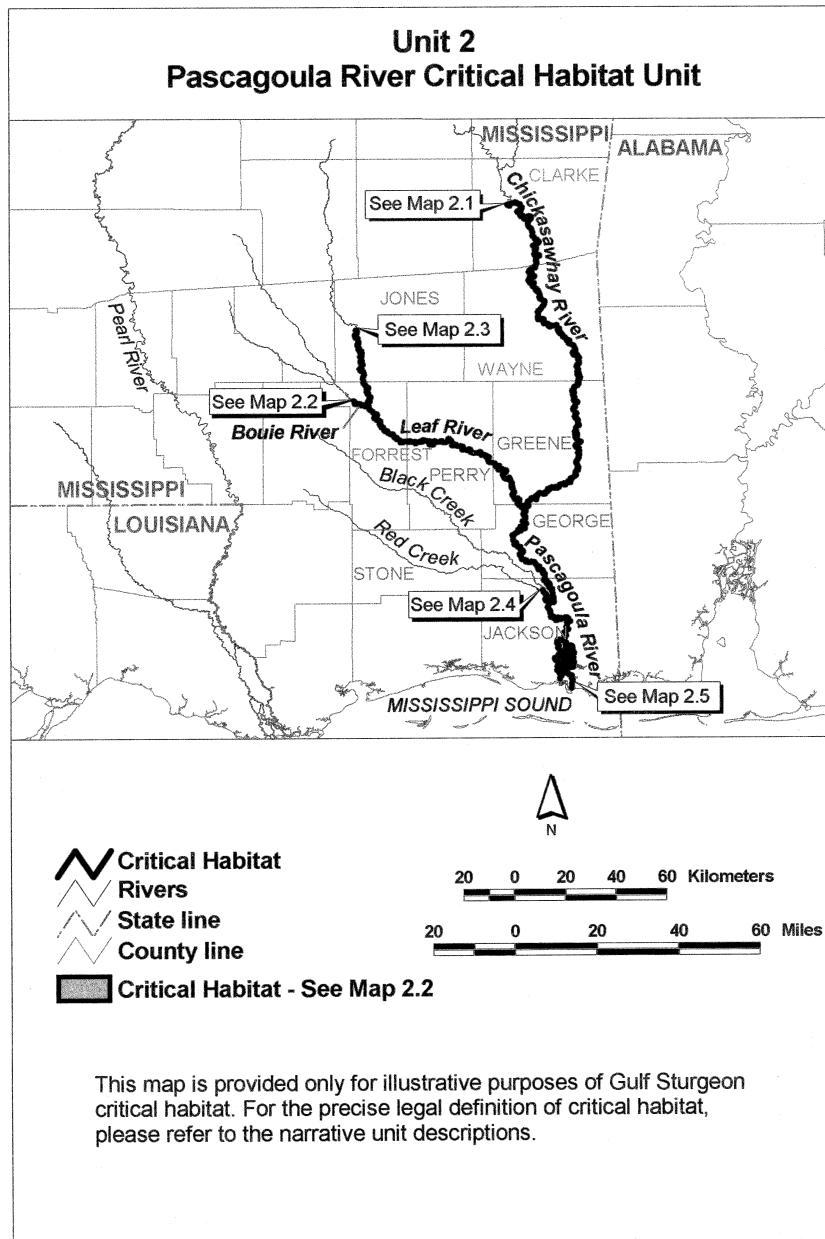 Unit 2
Pascagoula River Critical Habitat Unit
MISSISSIPPI
ALABAMA
CLARKE
See Map 2.1
Chickasawhay River
JONES
Pearl River
See Map 2.3
WAYNE
See Map 2.2
Bouie River
Leaf River
GREENE
FORREST
PERRY
Black Creek
MISSISSIPPI
LOUISIANA
GEORGE
Red Creek
Pascagoula River
STONE
See Map 2.4
JACKSON
See Map 2.5
MISSISSIPPI SOUND
N
Critical Habitat
Rivers
State line
County line
Critical Habitat - See Map 2.2
20 0 20 40 60 Kilometers
20 0 20 40 60 Miles
This map is provided only for illustrative purposes of Gulf Sturgeon
critical habitat. For the precise legal definition of critical habitat,
please refer to the narrative unit descriptions.